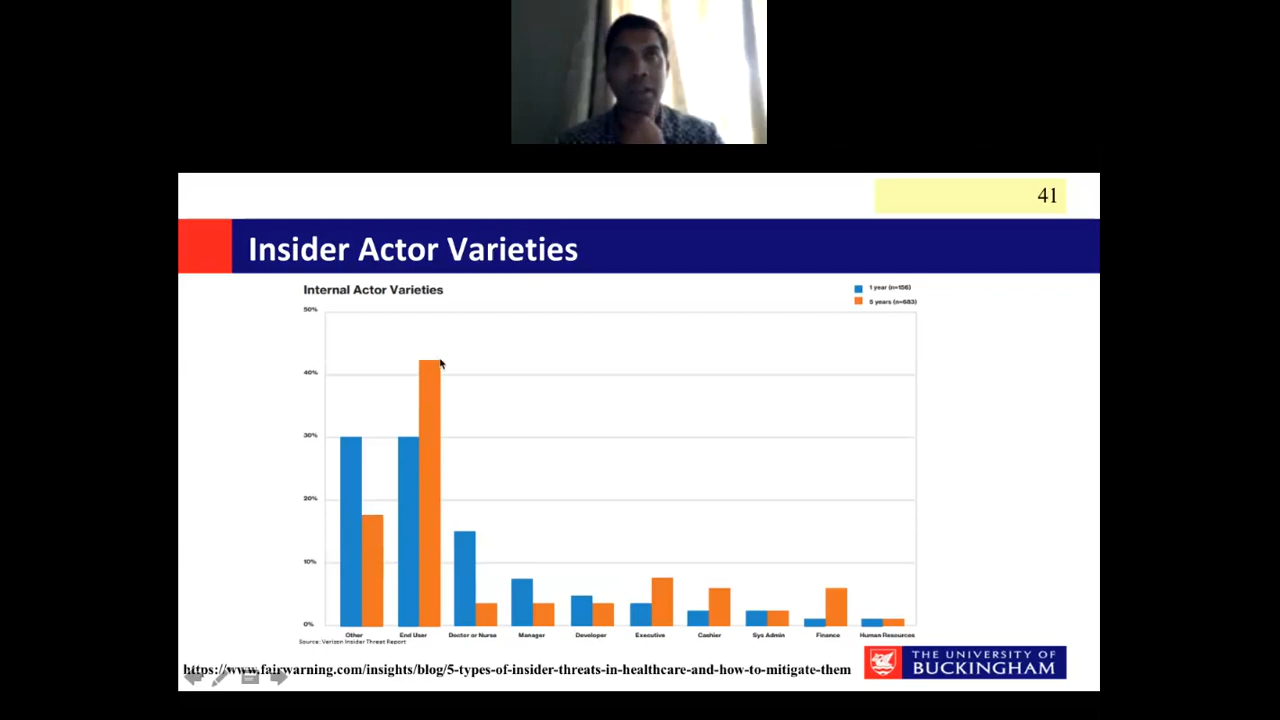 41
Insider Actor Varieties
Internal Actor Varieties
1 year (n=156)
5 years (n=683)
50%
40%
30%
20%
10%
0%
Other End User Doctor or Nurse Manager Developer Executive Cashier Sys Admin Finance Human Resources
Source: Verizon Insider Threat Report
https://www.fairwarning.com/insights/blog/5-types-of-insider-threats-in-healthcare-and-how-to-mitigate-them
THE UNIVERSITY OF
BUCKINGHAM